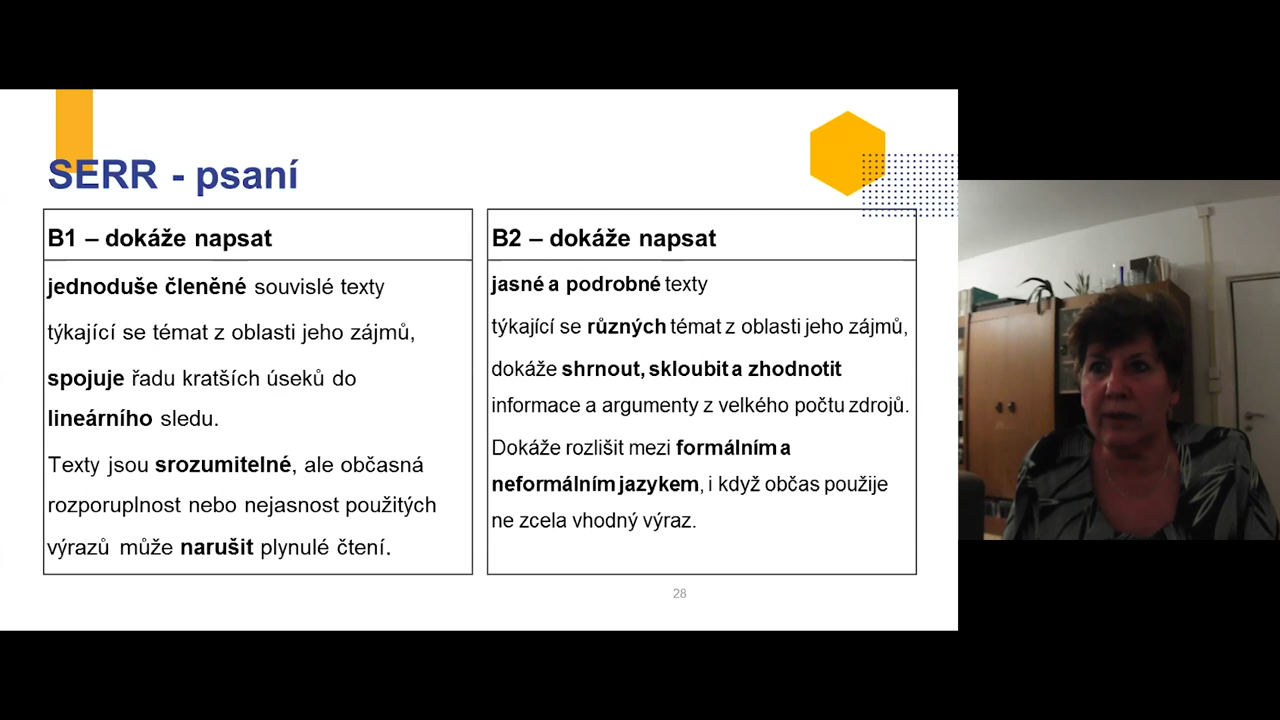 SERR - psaní
B1 – dokáže napsat
jednoduše členěné souvislé texty
týkající se témat z oblasti jeho zájmů,
spojuje řadu kratších úseků do
lineárního sledu.
Texty jsou srozumitelné, ale občasná
rozporuplnost nebo nejasnost použitých
výrazů může narušit plynulé čtení.
B2 – dokáže napsat
jasné a podrobné texty
týkající se různých témat z oblasti jeho zájmů,
dokáže shrnout, skloubit a zhodnotit
informace a argumenty z velkého počtu zdrojů.
Dokáže rozlišit mezi formálním a
neformálním jazykem, i když občas použije
ne zcela vhodný výraz.
28